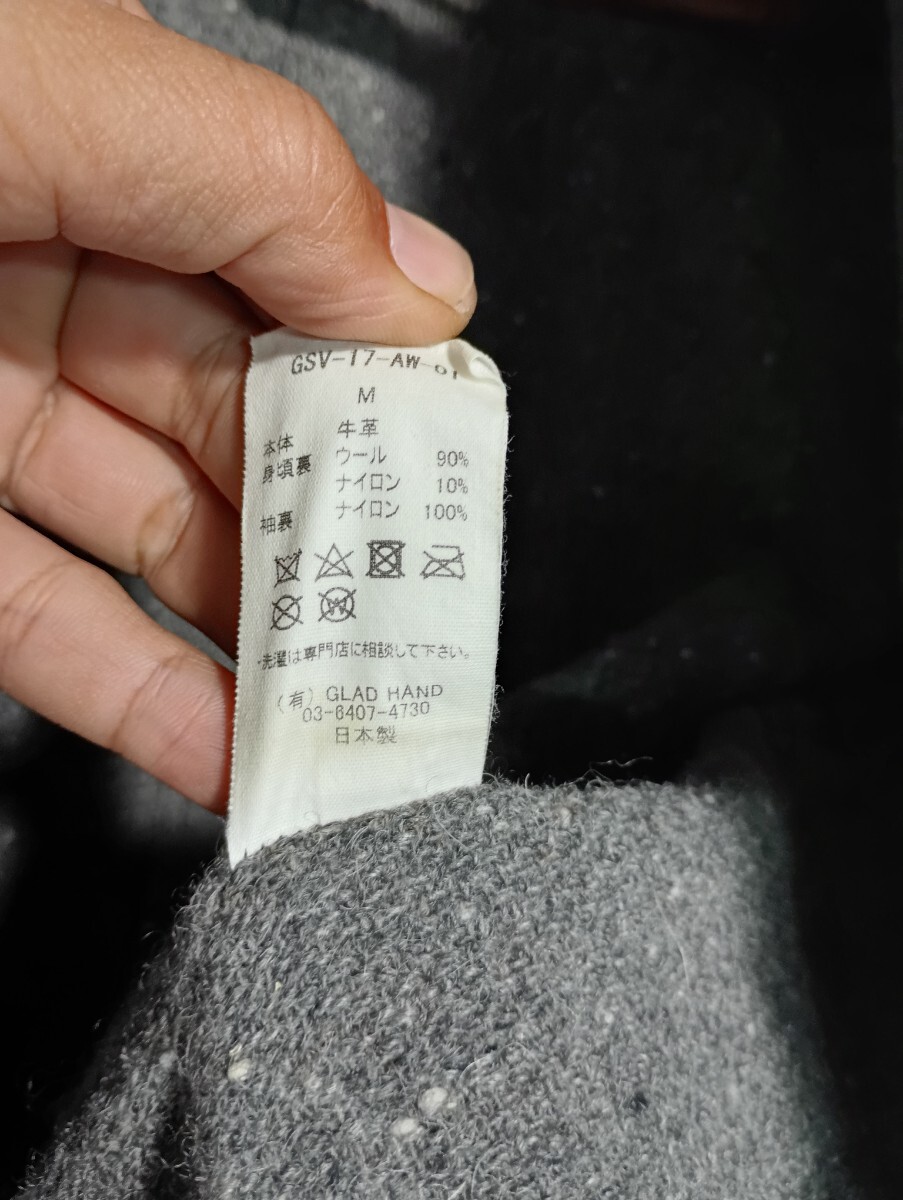 GSV-17-AW-01
M
本体 牛革
身頃裏 ウール 90%
ナイロン 10%
袖裏 ナイロン 100%
・洗濯は専門店に相談して下さい。
(有) GLAD HAND
03-6407-4730
日本製